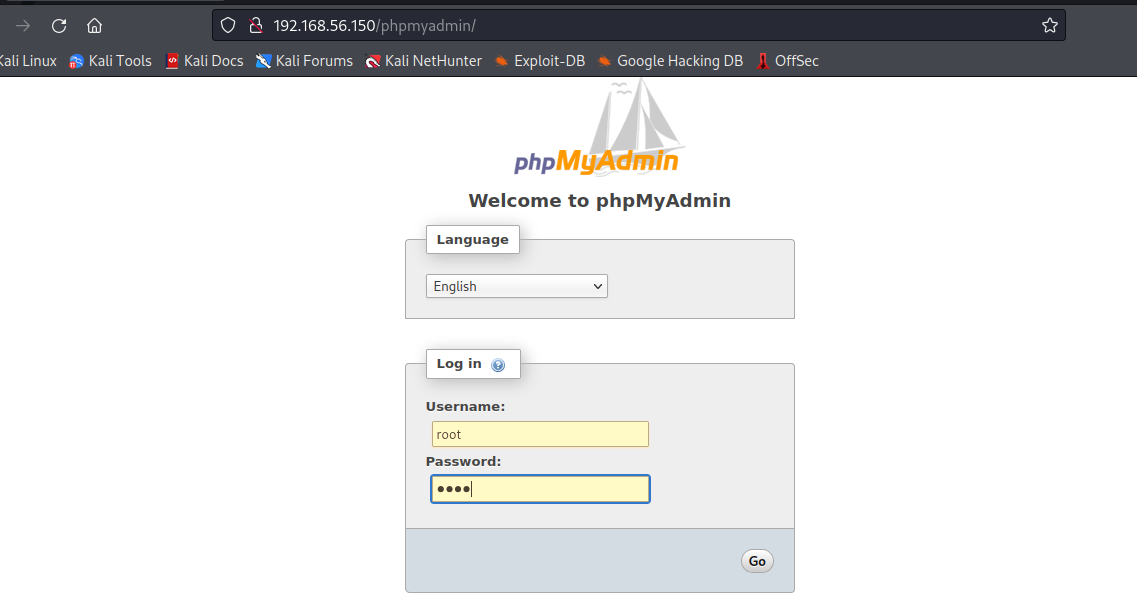 192.168.56.150/phpmyadmin/
Kali Linux Kali Tools Kali Docs Kali Forums Kali NetHunter Exploit-DB Google Hacking DB OffSec
phpMyAdmin
Welcome to phpMyAdmin
Language
English
Log in
Username:
root
Password:
••••
Go